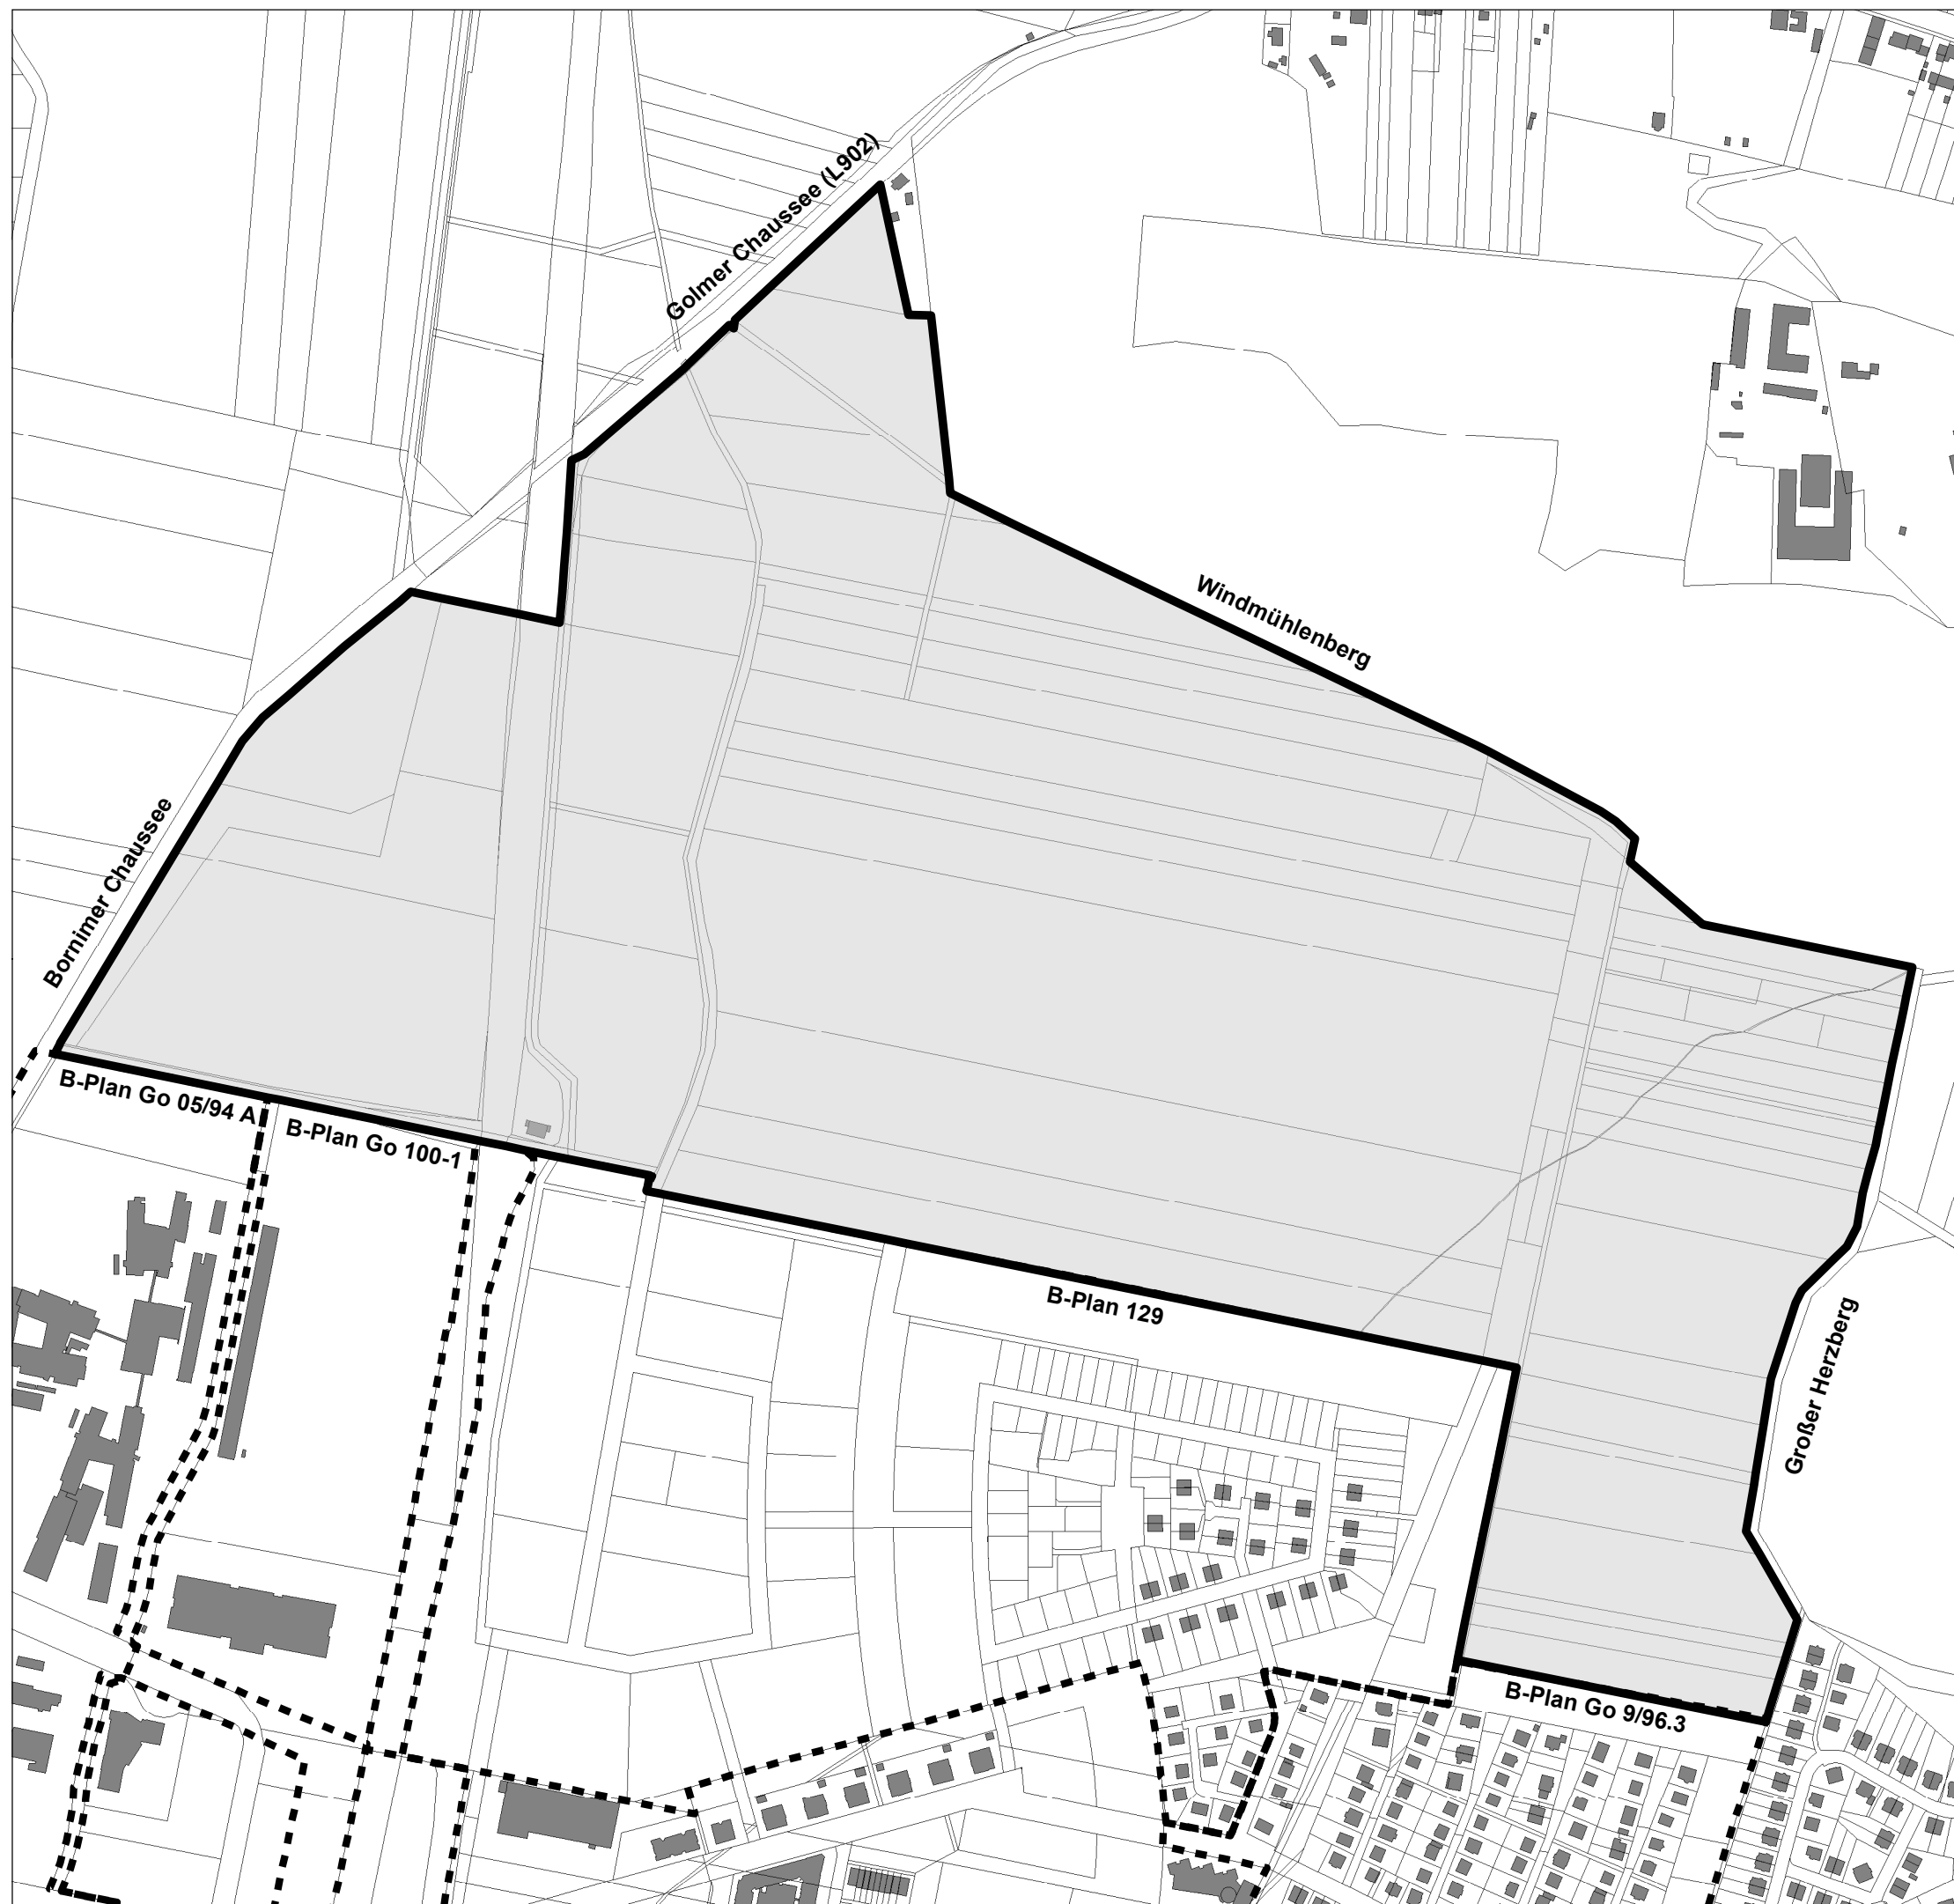 Golmer Chaussee (L902)
Windmühlenberg
Bornimer Chaussee
B-Plan Go 05/94 A
B-Plan Go 100-1
B-Plan 129
Großer Herzberg
B-Plan Go 9/96.3